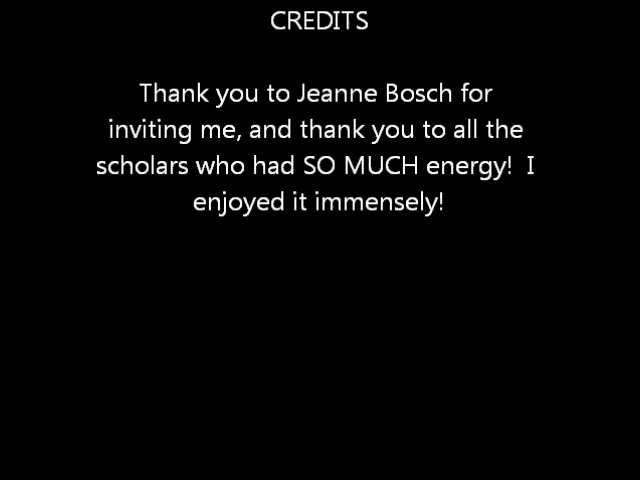 CREDITS
Thank you to Jeanne Bosch for
inviting me, and thank you to all the
scholars who had SO MUCH energy!  I
enjoyed it immensely!